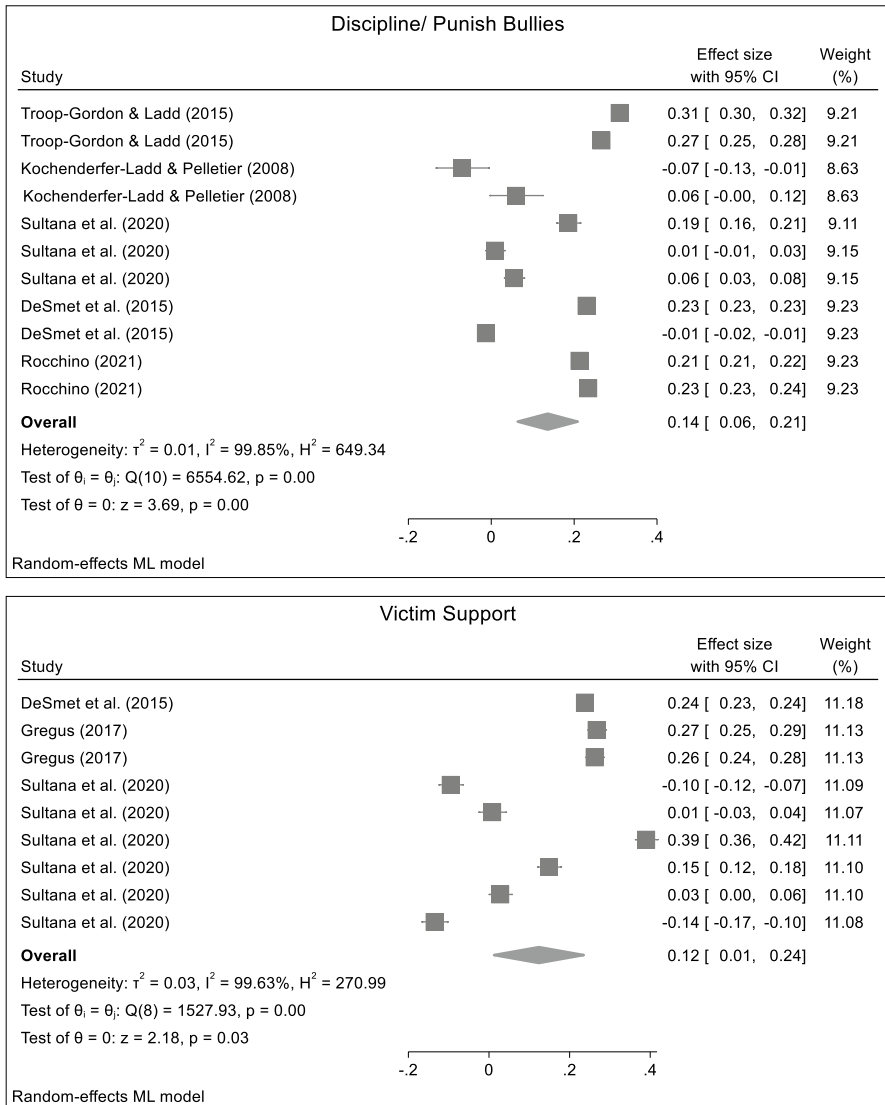 Discipline/ Punish Bullies
Effect size Weight
Study with 95% CI (%)
Troop-Gordon & Ladd (2015) 0.31 [ 0.30, 0.32] 9.21
Troop-Gordon & Ladd (2015) 0.27 [ 0.25, 0.28] 9.21
Kochenderfer-Ladd & Pelletier (2008) -0.07 [ -0.13, -0.01] 8.63
Kochenderfer-Ladd & Pelletier (2008) 0.06 [ -0.00, 0.12] 8.63
Sultana et al. (2020) 0.19 [ 0.16, 0.21] 9.11
Sultana et al. (2020) 0.01 [ -0.01, 0.03] 9.15
Sultana et al. (2020) 0.06 [ 0.03, 0.08] 9.15
DeSmet et al. (2015) 0.23 [ 0.23, 0.23] 9.23
DeSmet et al. (2015) -0.01 [ -0.02, -0.01] 9.23
Rocchino (2021) 0.21 [ 0.21, 0.22] 9.23
Rocchino (2021) 0.23 [ 0.23, 0.24] 9.23
Overall 0.14 [ 0.06, 0.21]
Heterogeneity: τ² = 0.01, I² = 99.85%, H² = 649.34
Test of θᵢ = θⱼ: Q(10) = 6554.62, p = 0.00
Test of θ = 0: z = 3.69, p = 0.00
-.2 0 .2 .4
Random-effects ML model
Victim Support
Effect size Weight
Study with 95% CI (%)
DeSmet et al. (2015) 0.24 [ 0.23, 0.24] 11.18
Gregus (2017) 0.27 [ 0.25, 0.29] 11.13
Gregus (2017) 0.26 [ 0.24, 0.28] 11.13
Sultana et al. (2020) -0.10 [ -0.12, -0.07] 11.09
Sultana et al. (2020) 0.01 [ -0.03, 0.04] 11.07
Sultana et al. (2020) 0.39 [ 0.36, 0.42] 11.11
Sultana et al. (2020) 0.15 [ 0.12, 0.18] 11.10
Sultana et al. (2020) 0.03 [ 0.00, 0.06] 11.10
Sultana et al. (2020) -0.14 [ -0.17, -0.10] 11.08
Overall 0.12 [ 0.01, 0.24]
Heterogeneity: τ² = 0.03, I² = 99.63%, H² = 270.99
Test of θᵢ = θⱼ: Q(8) = 1527.93, p = 0.00
Test of θ = 0: z = 2.18, p = 0.03
-.2 0 .2 .4
Random-effects ML model